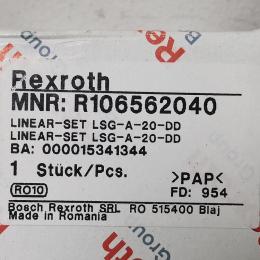 Rexroth
MNR: R106562040
LINEAR-SET LSG-A-20-DD
LINEAR-SET LSG-A-20-DD
BA: 000015341344
1 Stück/Pcs. >PAP<
RO10 FD: 954
Bosch Rexroth SRL RO 515400 Blaj
Made in Romania